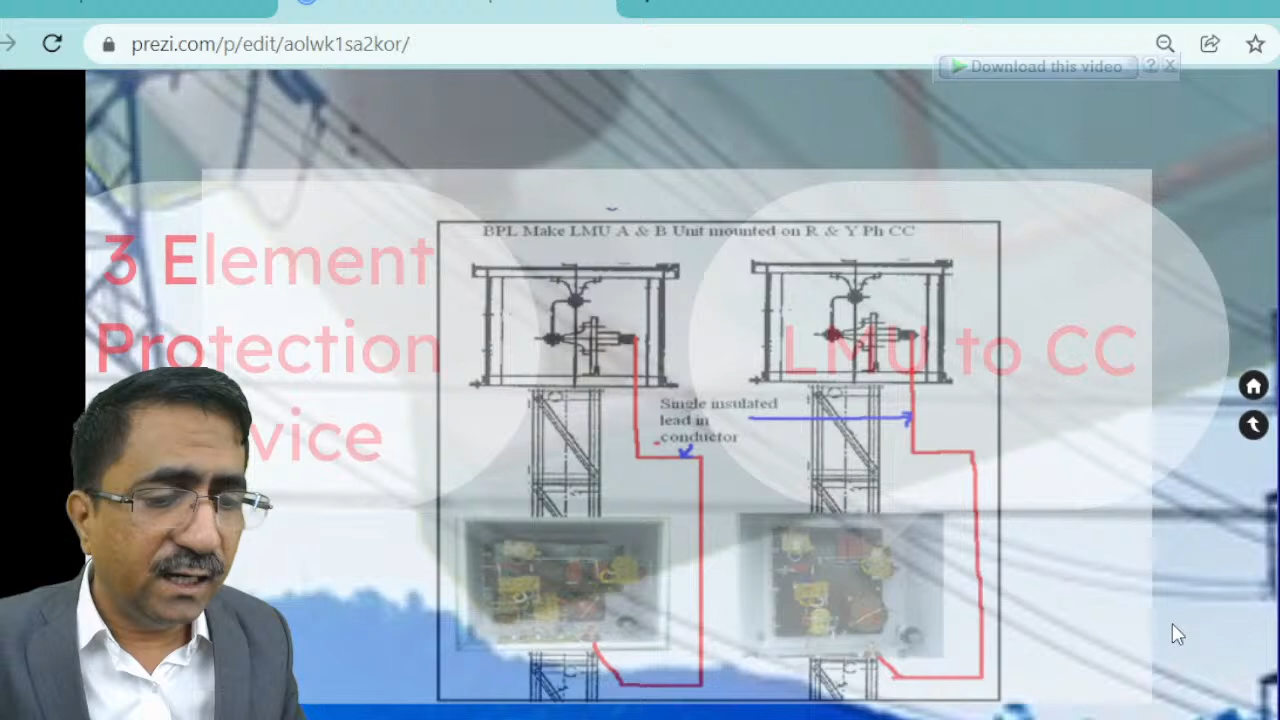 prezi.com/p/edit/aolwk1sa2kor/
Download this video ? X
BPL Make LMU A & B Unit mounted on R & Y Ph CC
3 Element
Protection
vice
LMU to CC
Single insulated
lead in
conductor